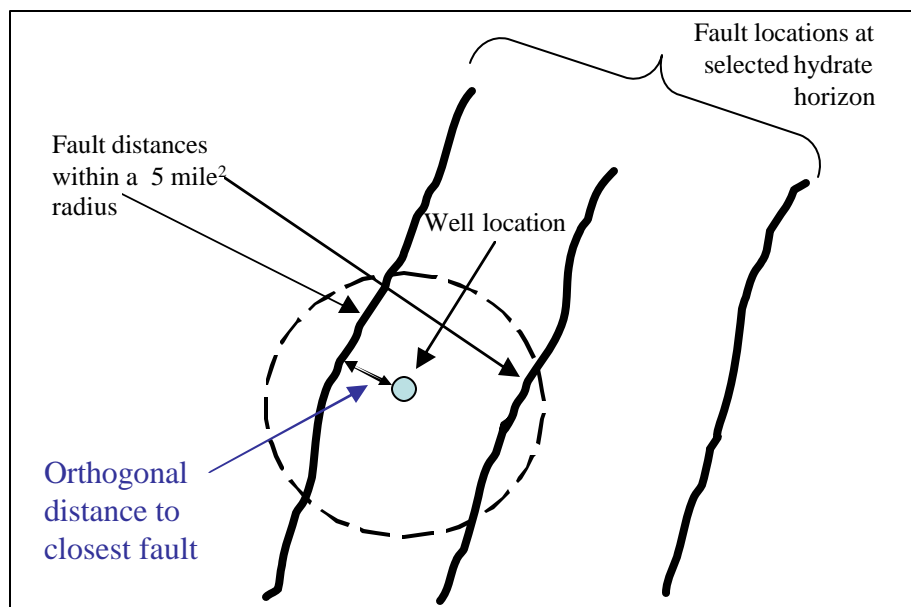 Fault locations at
selected hydrate
horizon
Fault distances
within a 5 mile²
radius
Well location
Orthogonal
distance to
closest fault